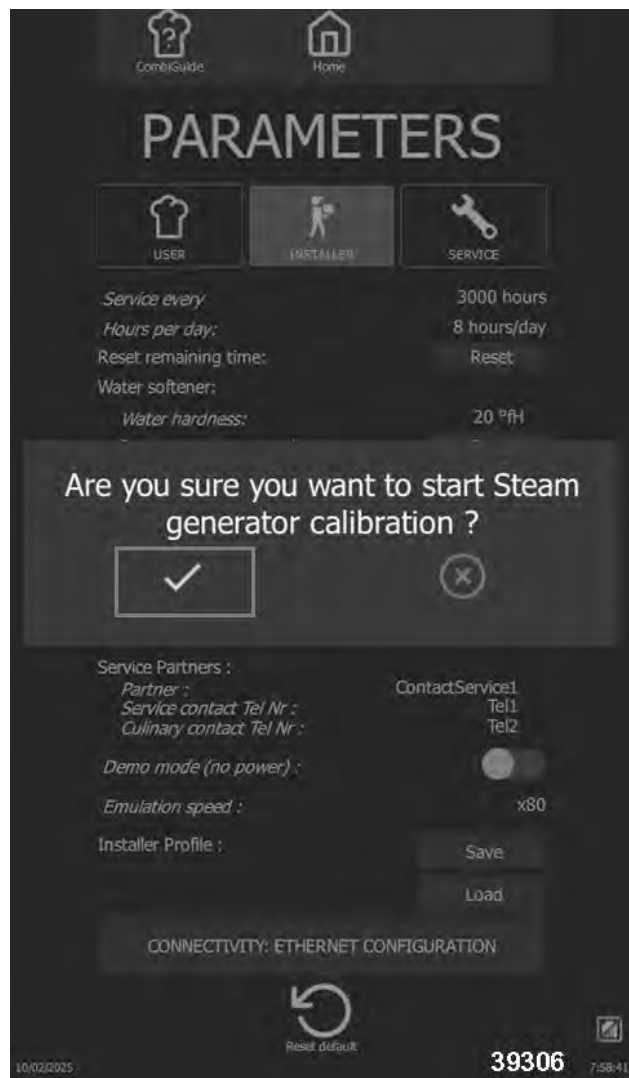 CombiGuide
Home
PARAMETERS
USER
INSTALLER
SERVICE
Service every 3000 hours
Hours per day: 8 hours/day
Reset remaining time: Reset
Water softener:
Water hardness: 20 °fH
Are you sure you want to start Steam
generator calibration ?
Service Partners :
Partner : ContactService1
Service contact Tel Nr : Tel1
Culinary contact Tel Nr : Tel2
Demo mode (no power) :
Emulation speed : x80
Installer Profile : Save
Load
CONNECTIVITY: ETHERNET CONFIGURATION
Reset default
10/02/2025
39306
7:58:41